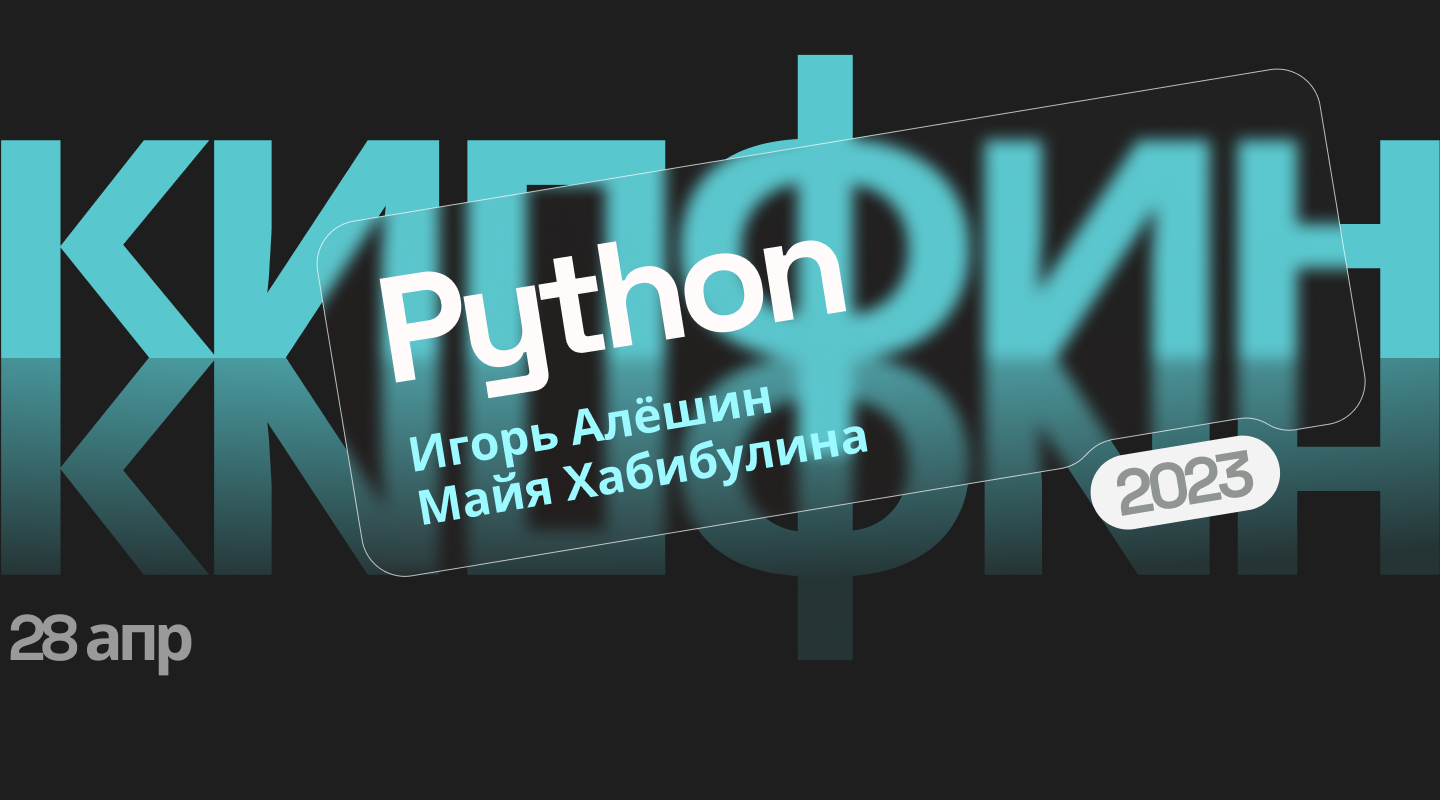 КИПФИН
Python
Игорь Алёшин
Майя Хабибулина
2023
28 апр